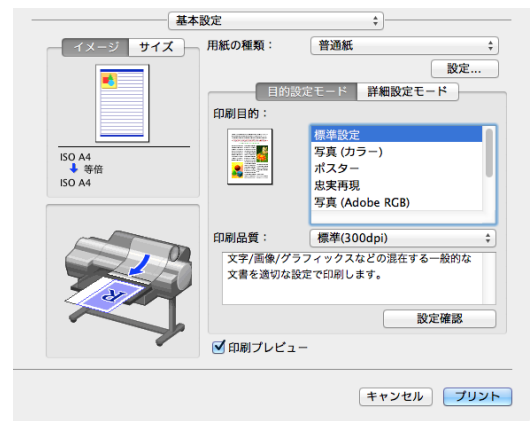 基本設定
イメージ サイズ
用紙の種類： 普通紙
設定...
目的設定モード 詳細設定モード
印刷目的：
標準設定
写真 (カラー)
ポスター
忠実再現
写真 (Adobe RGB)
ISO A4
等倍
ISO A4
印刷品質： 標準(300dpi)
文字/画像/グラフィックスなどの混在する一般的な
文書を適切な設定で印刷します。
設定確認
印刷プレビュー
キャンセル プリント